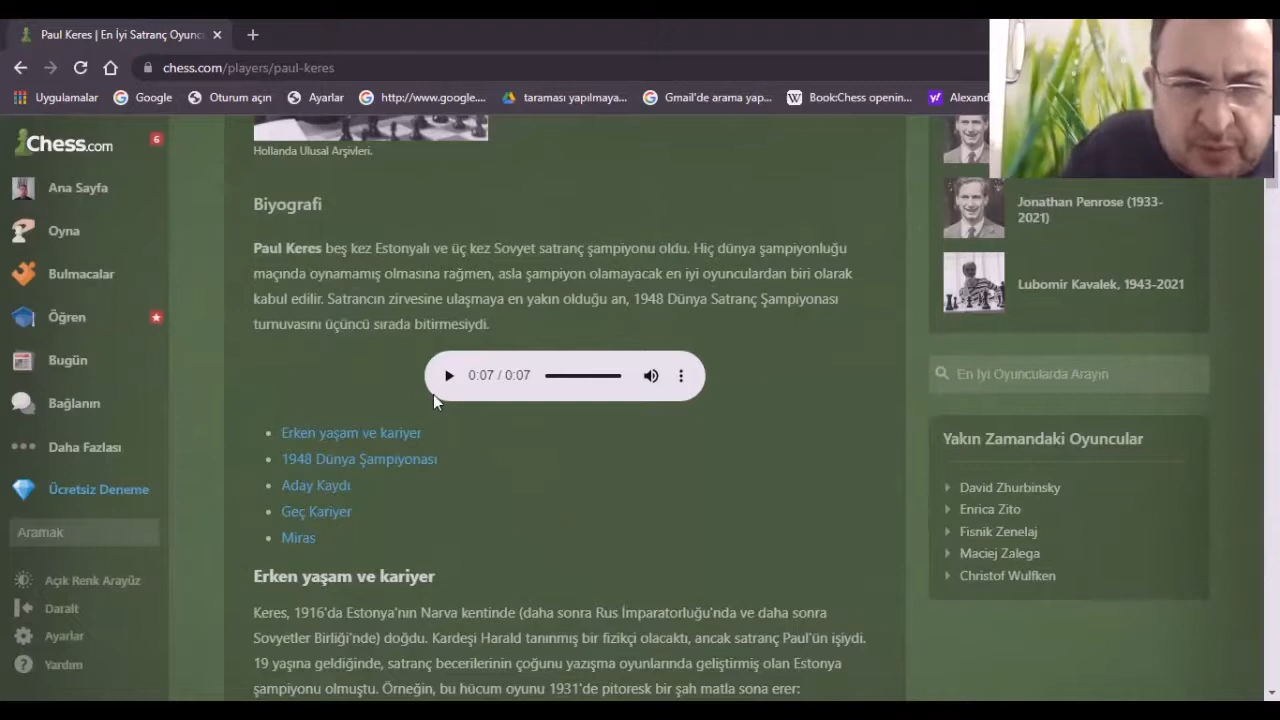 Paul Keres | En İyi Satranç Oyunc
chess.com/players/paul-keres
Uygulamalar
Google
Oturum açın
Ayarlar
http://www.google....
taraması yapılmaya...
Gmail'de arama yap...
Book:Chess openin...
Alexand
Chess.com
6
Ana Sayfa
Oyna
Bulmacalar
Öğren
Bugün
Bağlanın
Daha Fazlası
Ücretsiz Deneme
Aramak
Açık Renk Arayüz
Daralt
Ayarlar
Yardım
Hollanda Ulusal Arşivleri.
Biyografi
Paul Keres beş kez Estonyalı ve üç kez Sovyet satranç şampiyonu oldu. Hiç dünya şampiyonluğu
maçında oynamamış olmasına rağmen, asla şampiyon olamayacak en iyi oyunculardan biri olarak
kabul edilir. Satrancın zirvesine ulaşmaya en yakın olduğu an, 1948 Dünya Satranç Şampiyonası
turnuvasını üçüncü sırada bitirmesiydi.
0:07 / 0:07
Erken yaşam ve kariyer
1948 Dünya Şampiyonası
Aday Kaydı
Geç Kariyer
Miras
Erken yaşam ve kariyer
Keres, 1916'da Estonya'nın Narva kentinde (daha sonra Rus İmparatorluğu'nda ve daha sonra
Sovyetler Birliği'nde) doğdu. Kardeşi Harald tanınmış bir fizikçi olacaktı, ancak satranç Paul'ün işiydi.
19 yaşına geldiğinde, satranç becerilerinin çoğunu yazışma oyunlarında geliştirmiş olan Estonya
şampiyonu olmuştu. Örneğin, bu hücum oyunu 1931'de pitoresk bir şah matla sona erer:
Jonathan Penrose (1933-
2021)
Lubomir Kavalek, 1943-2021
En İyi Oyuncularda Arayın
Yakın Zamandaki Oyuncular
David Zhurbinsky
Enrica Zito
Fisnik Zenelaj
Maciej Zalega
Christof Wulfken